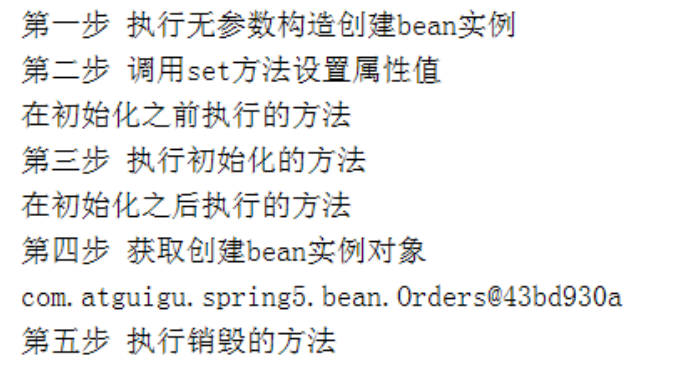 第一步 执行无参数构造创建bean实例
第二步 调用set方法设置属性值
在初始化之前执行的方法
第三步 执行初始化的方法
在初始化之后执行的方法
第四步 获取创建bean实例对象
com.atguigu.spring5.bean.Orders@43bd930a
第五步 执行销毁的方法